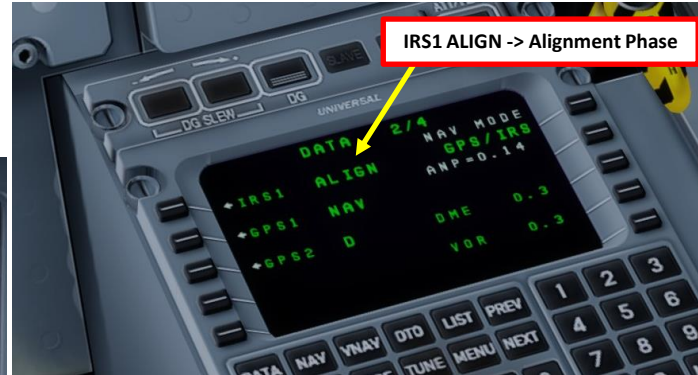 IRS1 ALIGN -> Alignment Phase
SLAVE
DG SLEW
DG
UNIVERSAL
DATA 2/4
NAV MODE
GPS/IRS
ANP=0.14
←IRS1 ALIGN
←GPS1 NAV
DME 0.3
←GPS2 D
VOR 0.3
DATA NAV VNAV DTO LIST PREV
TUNE MENU NEXT
1 2 3
4 5 6
7 8 9